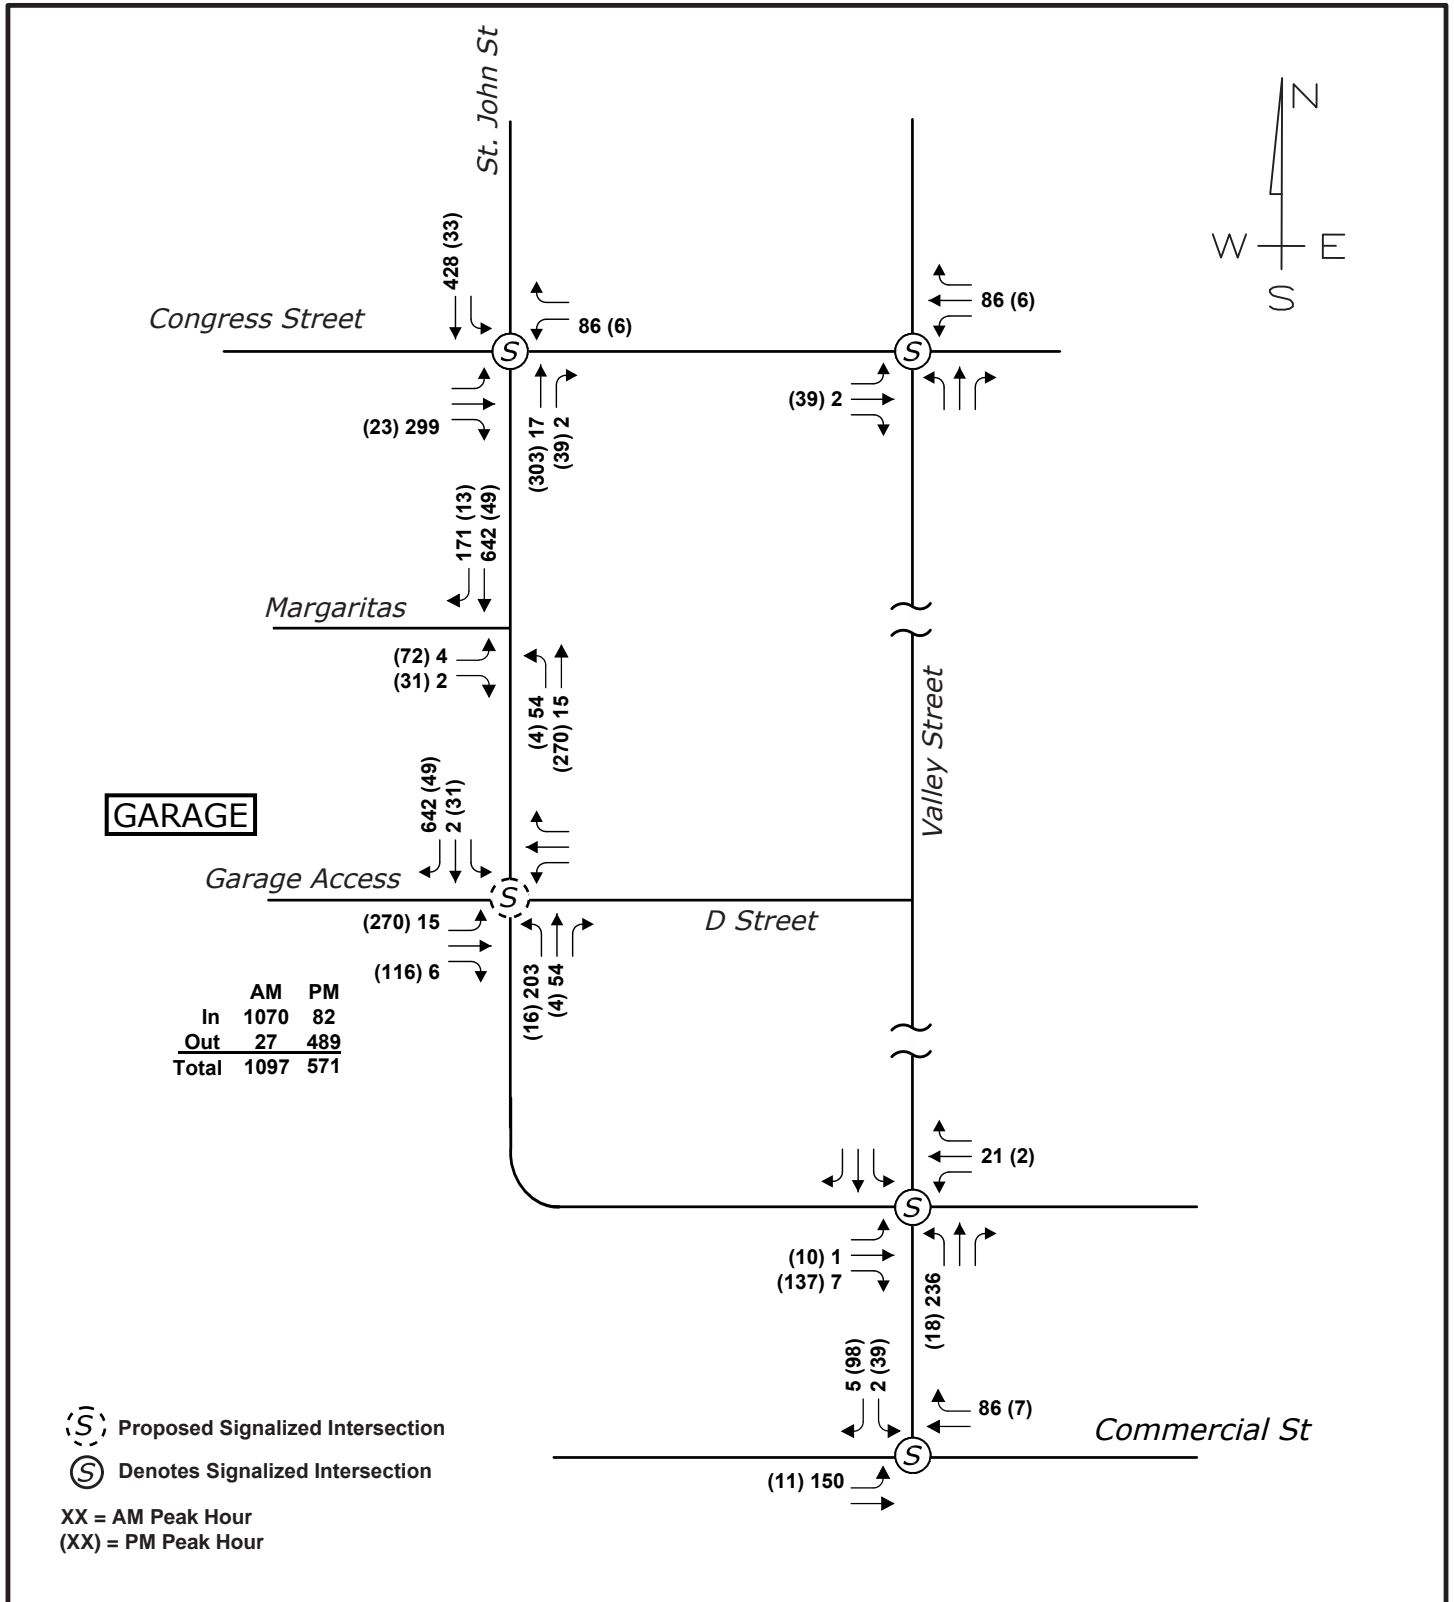 St. John St
N
W E
S
428 (33)
86 (6)
86 (6)
Congress Street
S
S
(23) 299
(303) 17
(39) 2
(39) 2
171 (13)
642 (49)
Margaritas
(72) 4
(31) 2
(4) 54
(270) 15
Valley Street
642 (49)
2 (31)
GARAGE
Garage Access
S
D Street
(270) 15
(116) 6
(16) 203
(4) 54
AM PM
In 1070 82
Out 27 489
Total 1097 571
21 (2)
S
(10) 1
(137) 7
(18) 236
5 (98)
2 (39)
86 (7)
Commercial St
S
(11) 150
S Proposed Signalized Intersection
S Denotes Signalized Intersection
XX = AM Peak Hour
(XX) = PM Peak Hour